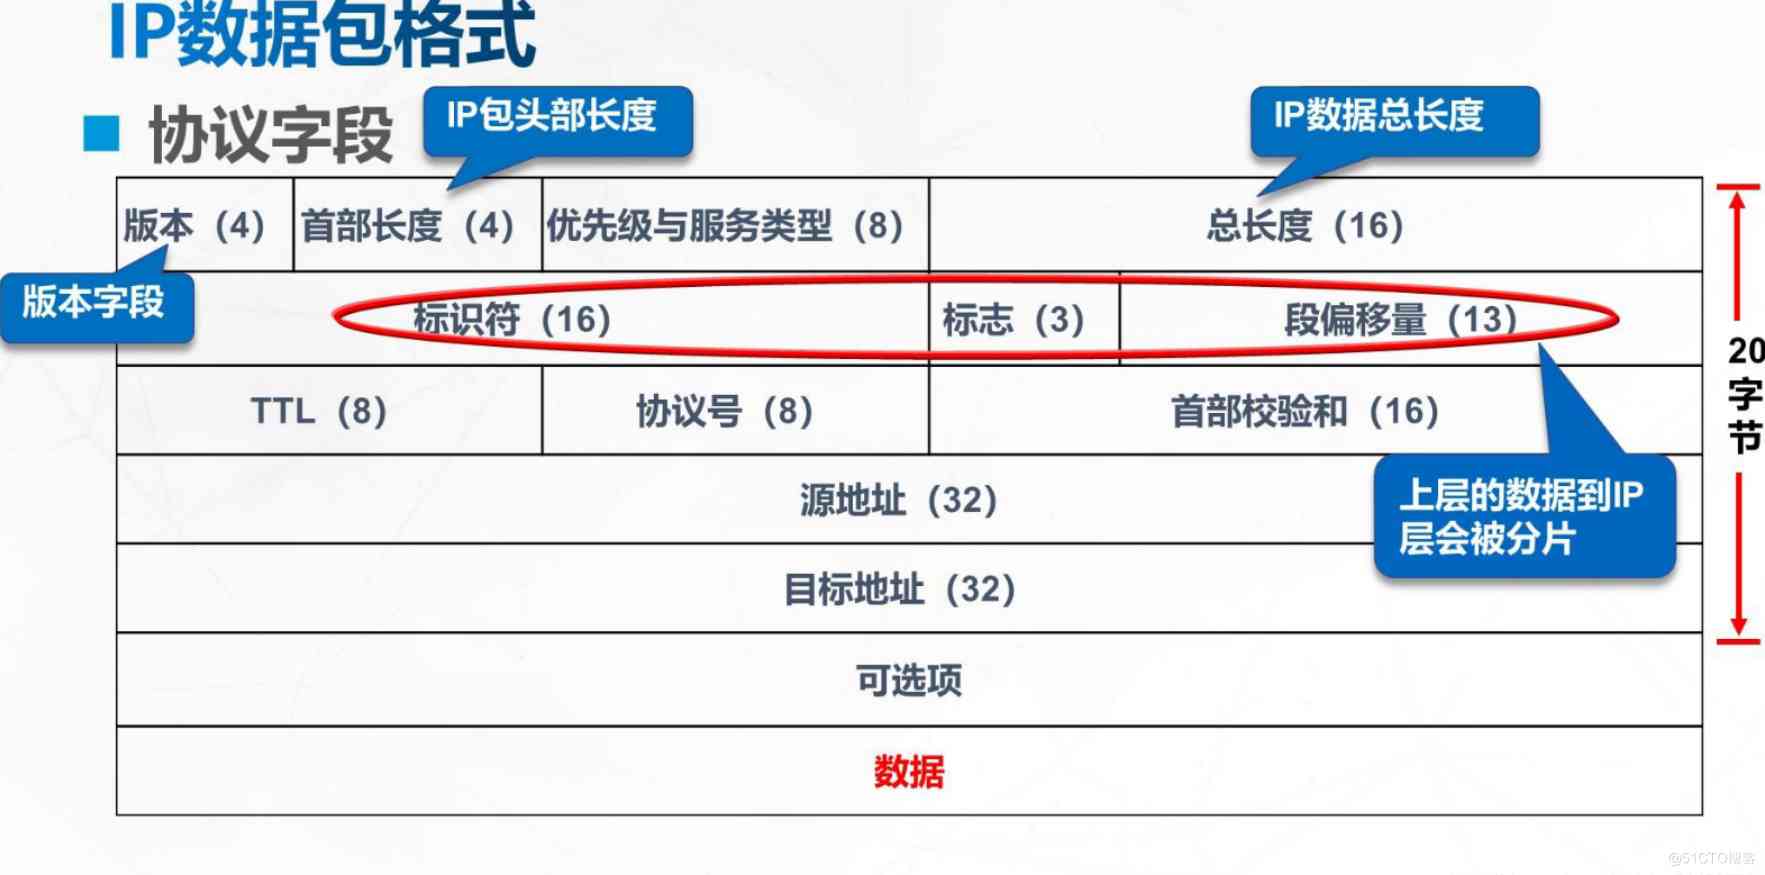 IP数据包格式
协议字段
IP包头部长度
IP数据总长度
版本（4）
首部长度（4）
优先级与服务类型（8）
总长度（16）
版本字段
标识符（16）
标志（3）
段偏移量（13）
20
字
节
TTL（8）
协议号（8）
首部校验和（16）
源地址（32）
上层的数据到IP
层会被分片
目标地址（32）
可选项
数据
@51CTO博客